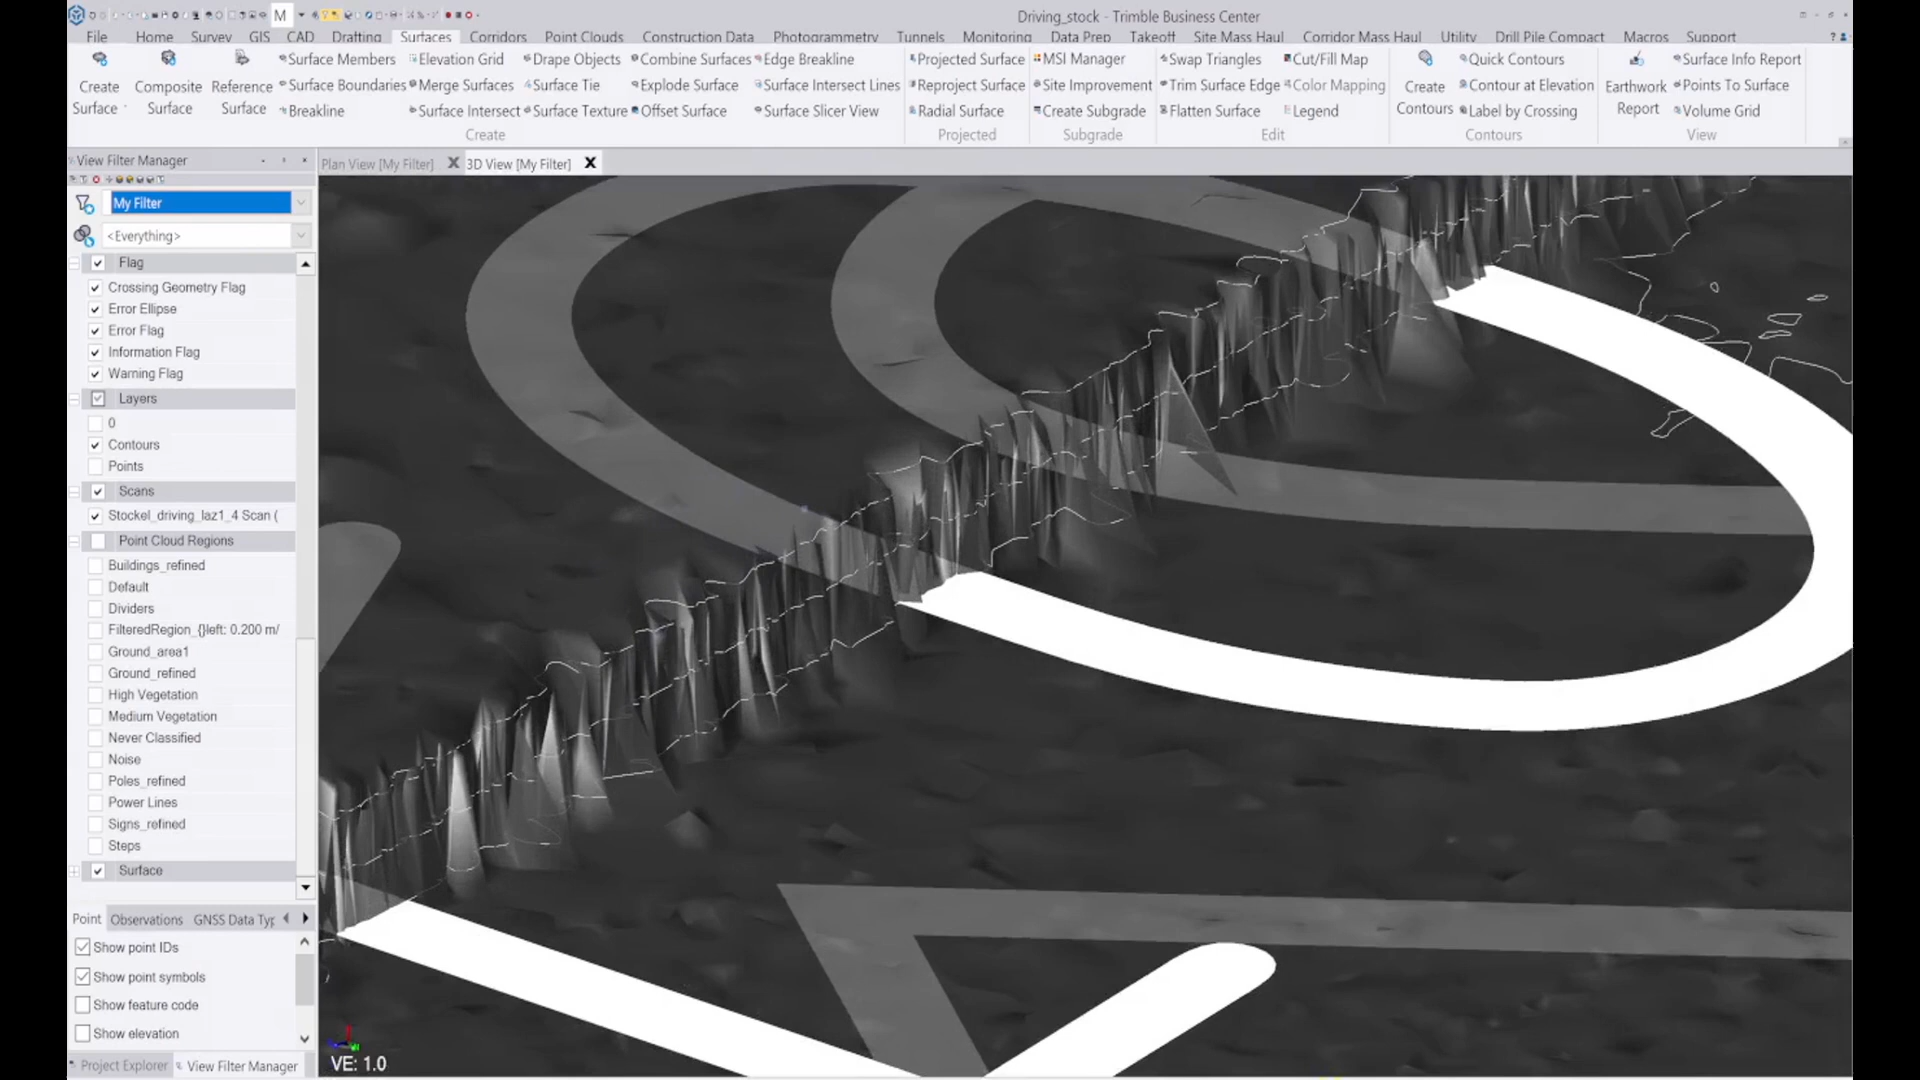 M
Driving_stock - Trimble Business Center
File Home Survey GIS CAD Drafting Surfaces Corridors Point Clouds Construction Data Photogrammetry Tunnels Monitoring Data Prep Takeoff Site Mass Haul Corridor Mass Haul Utility Drill Pile Compact Macros Support
Create Surface
Composite Surface
Reference Surface
Surface Members
Surface Boundaries
Breakline
Elevation Grid
Merge Surfaces
Surface Intersect
Drape Objects
Surface Tie
Surface Texture
Combine Surfaces
Explode Surface
Offset Surface
Edge Breakline
Surface Intersect Lines
Surface Slicer View
Create
Projected Surface
Reproject Surface
Radial Surface
Projected
MSI Manager
Site Improvement
Create Subgrade
Subgrade
Swap Triangles
Trim Surface Edge
Flatten Surface
Cut/Fill Map
Color Mapping
Legend
Edit
Create Contours
Quick Contours
Contour at Elevation
Label by Crossing
Contours
Earthwork Report
Surface Info Report
Points To Surface
Volume Grid
View
View Filter Manager
Plan View [My Filter] X
3D View [My Filter] X
My Filter
<Everything>
Flag
Crossing Geometry Flag
Error Ellipse
Error Flag
Information Flag
Warning Flag
Layers
0
Contours
Points
Scans
Stockel_driving_laz1_4 Scan (
Point Cloud Regions
Buildings_refined
Default
Dividers
FilteredRegion_{}left: 0.200 m/
Ground_area1
Ground_refined
High Vegetation
Medium Vegetation
Never Classified
Noise
Poles_refined
Power Lines
Signs_refined
Steps
Surface
Point Observations GNSS Data Typ
Show point IDs
Show point symbols
Show feature code
Show elevation
Project Explorer View Filter Manager
VE: 1.0